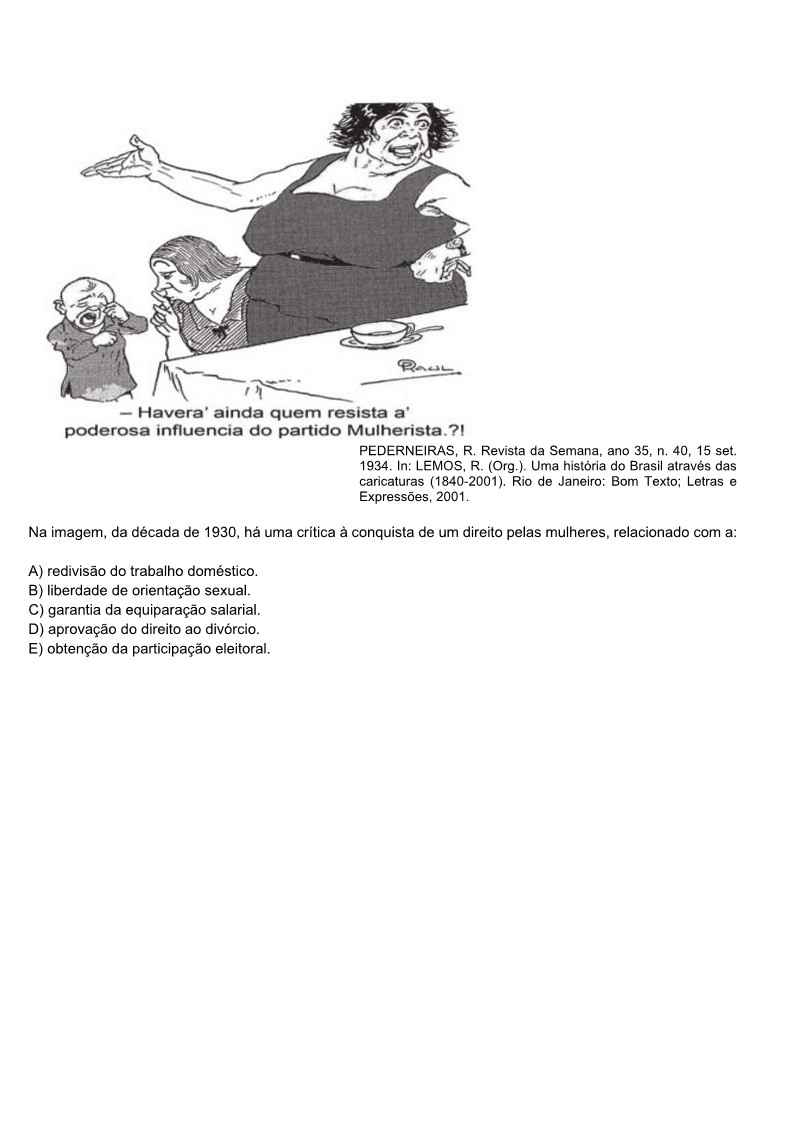 RAUL
– Havera' ainda quem resista a'
poderosa influencia do partido Mulherista.?!
PEDERNEIRAS, R. Revista da Semana, ano 35, n. 40, 15 set.
1934. In: LEMOS, R. (Org.). Uma história do Brasil através das
caricaturas (1840-2001). Rio de Janeiro: Bom Texto; Letras e
Expressões, 2001.
Na imagem, da década de 1930, há uma crítica à conquista de um direito pelas mulheres, relacionado com a:
A) redivisão do trabalho doméstico.
B) liberdade de orientação sexual.
C) garantia da equiparação salarial.
D) aprovação do direito ao divórcio.
E) obtenção da participação eleitoral.